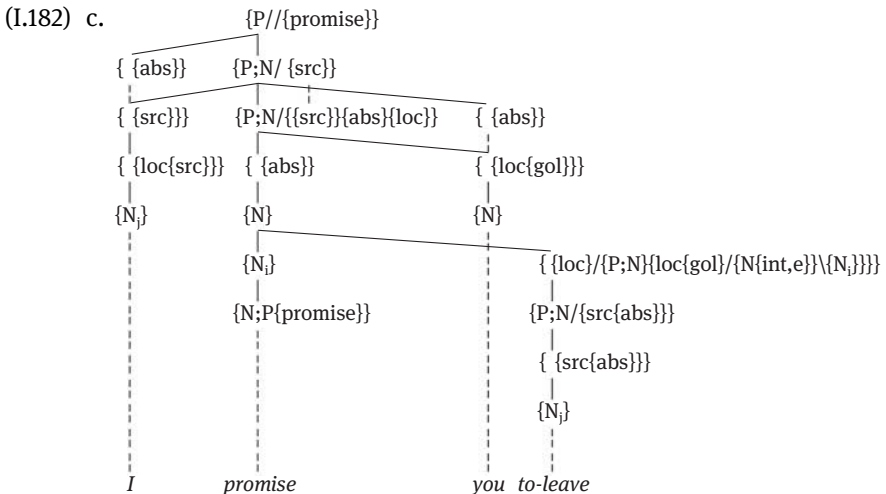 (I.182) c. {P//{promise}}
{ {abs}} {P;N/ {src}}
{ {src}}} {P;N/{{src}}{abs}{loc}} { {abs}}
{ {loc{src}}} { {abs}} { {loc{gol}}}
{Nⱼ} {N} {N}
{Nᵢ} { {loc}/{P;N}{loc{gol}/{N{int,e}}\{Nᵢ}}}}
{N;P{promise}} {P;N/{src{abs}}}
{ {src{abs}}}
{Nⱼ}
I promise you to-leave